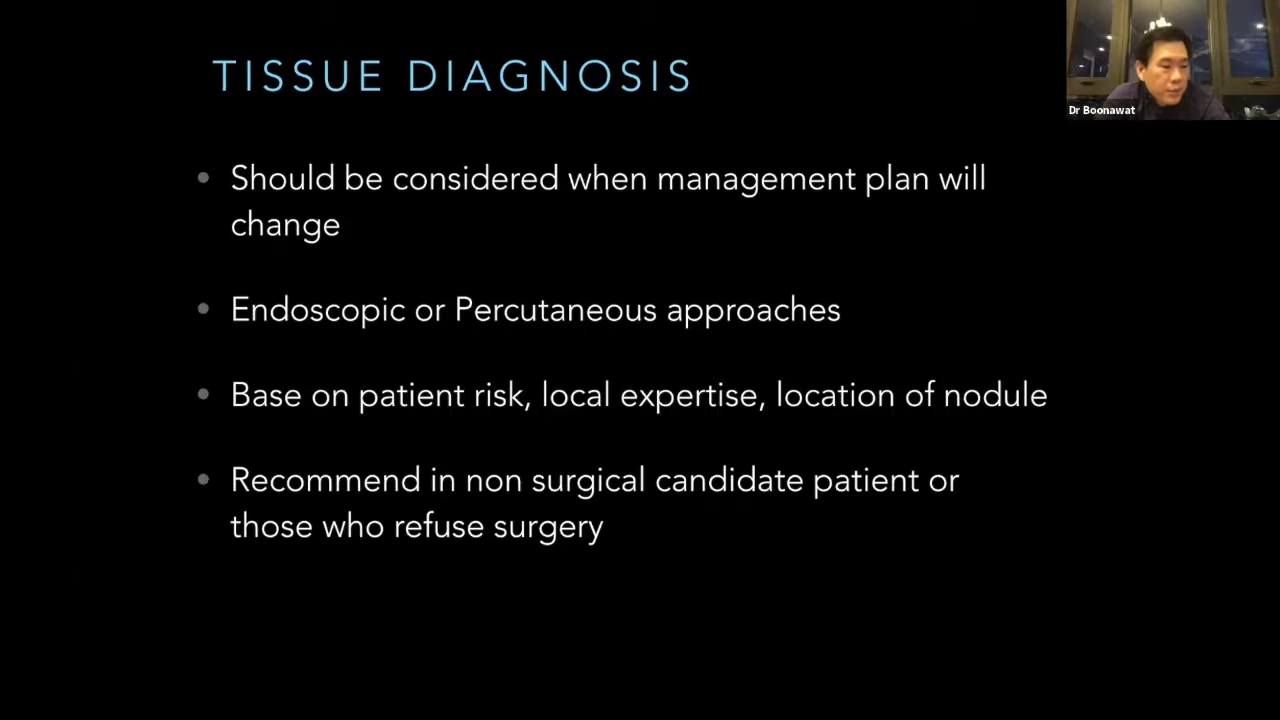 TISSUE DIAGNOSIS
Dr Boonawat
Should be considered when management plan will
change
Endoscopic or Percutaneous approaches
Base on patient risk, local expertise, location of nodule
Recommend in non surgical candidate patient or
those who refuse surgery